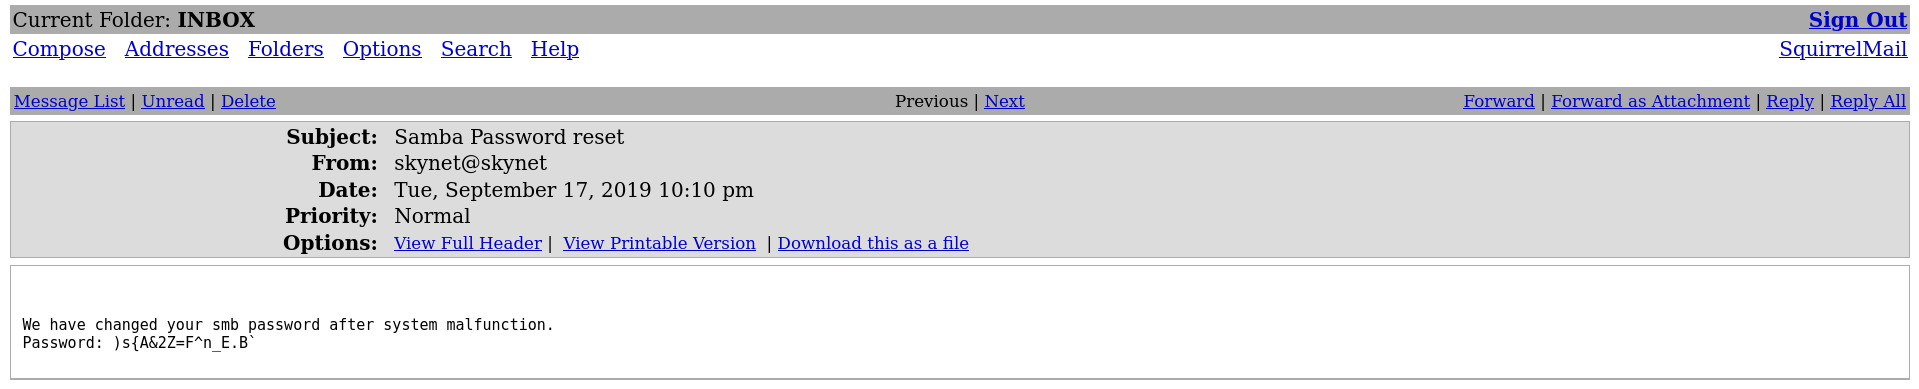 Current Folder: INBOX Sign Out
Compose Addresses Folders Options Search Help SquirrelMail
Message List | Unread | Delete Previous | Next Forward | Forward as Attachment | Reply | Reply All
Subject: Samba Password reset
From: skynet@skynet
Date: Tue, September 17, 2019 10:10 pm
Priority: Normal
Options: View Full Header | View Printable Version | Download this as a file
We have changed your smb password after system malfunction.
Password: )s{A&2Z=F^n_E.B`